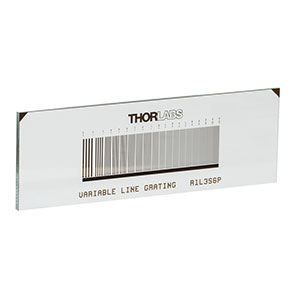 THORLABS
VARIABLE LINE GRATING R1L3S6P